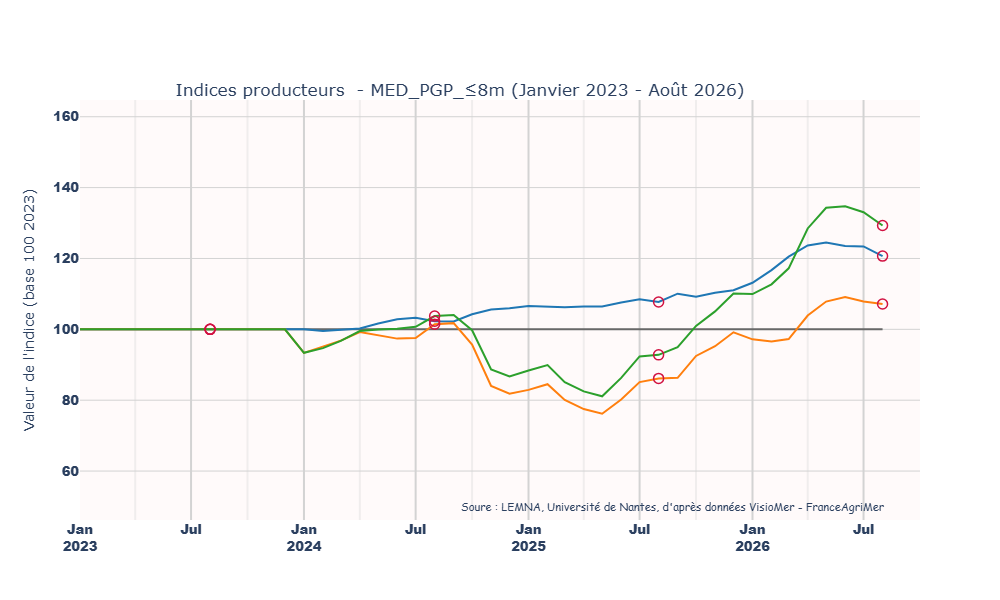 Indices producteurs - MED_PGP_≤8m (Janvier 2023 - Août 2026)
Valeur de l'indice (base 100 2023)
160
140
120
100
80
60
Soure : LEMNA, Université de Nantes, d'après données VisioMer - FranceAgriMer
Jan Jul Jan Jul Jan Jul Jan Jul
2023 2024 2025 2026